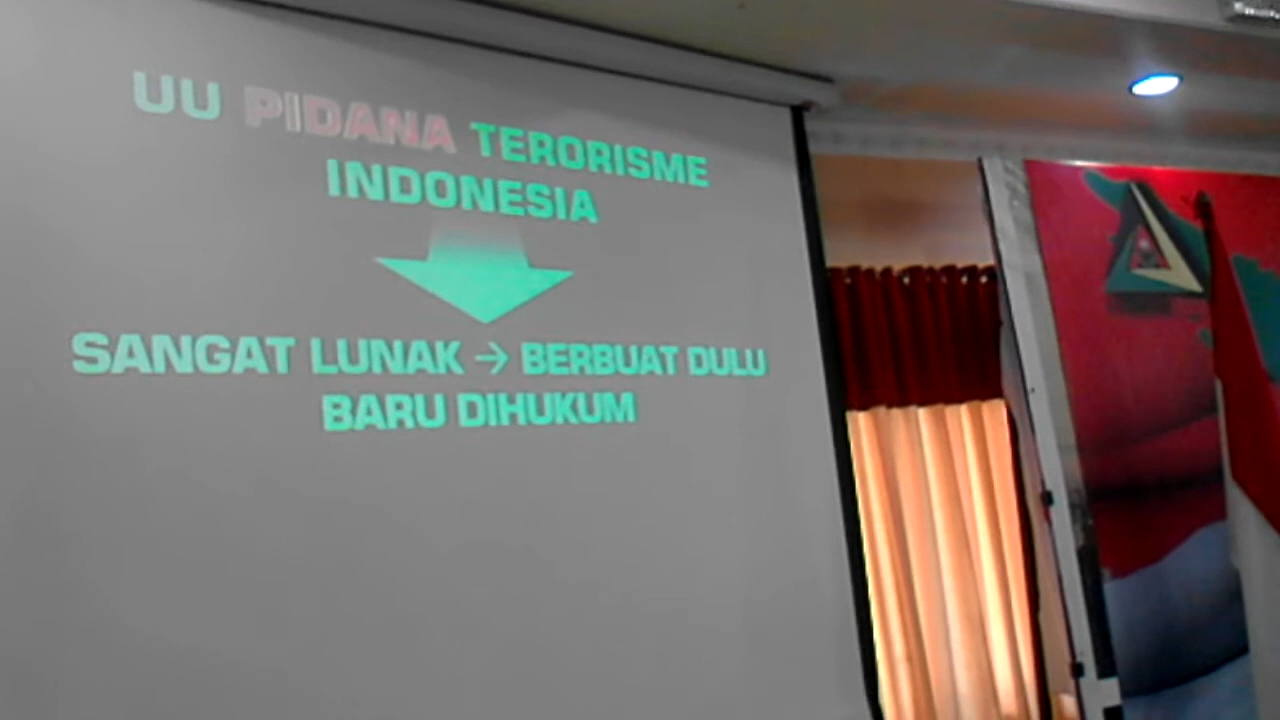 UU PIDANA TERORISME
INDONESIA
SANGAT LUNAK → BERBUAT DULU
BARU DIHUKUM